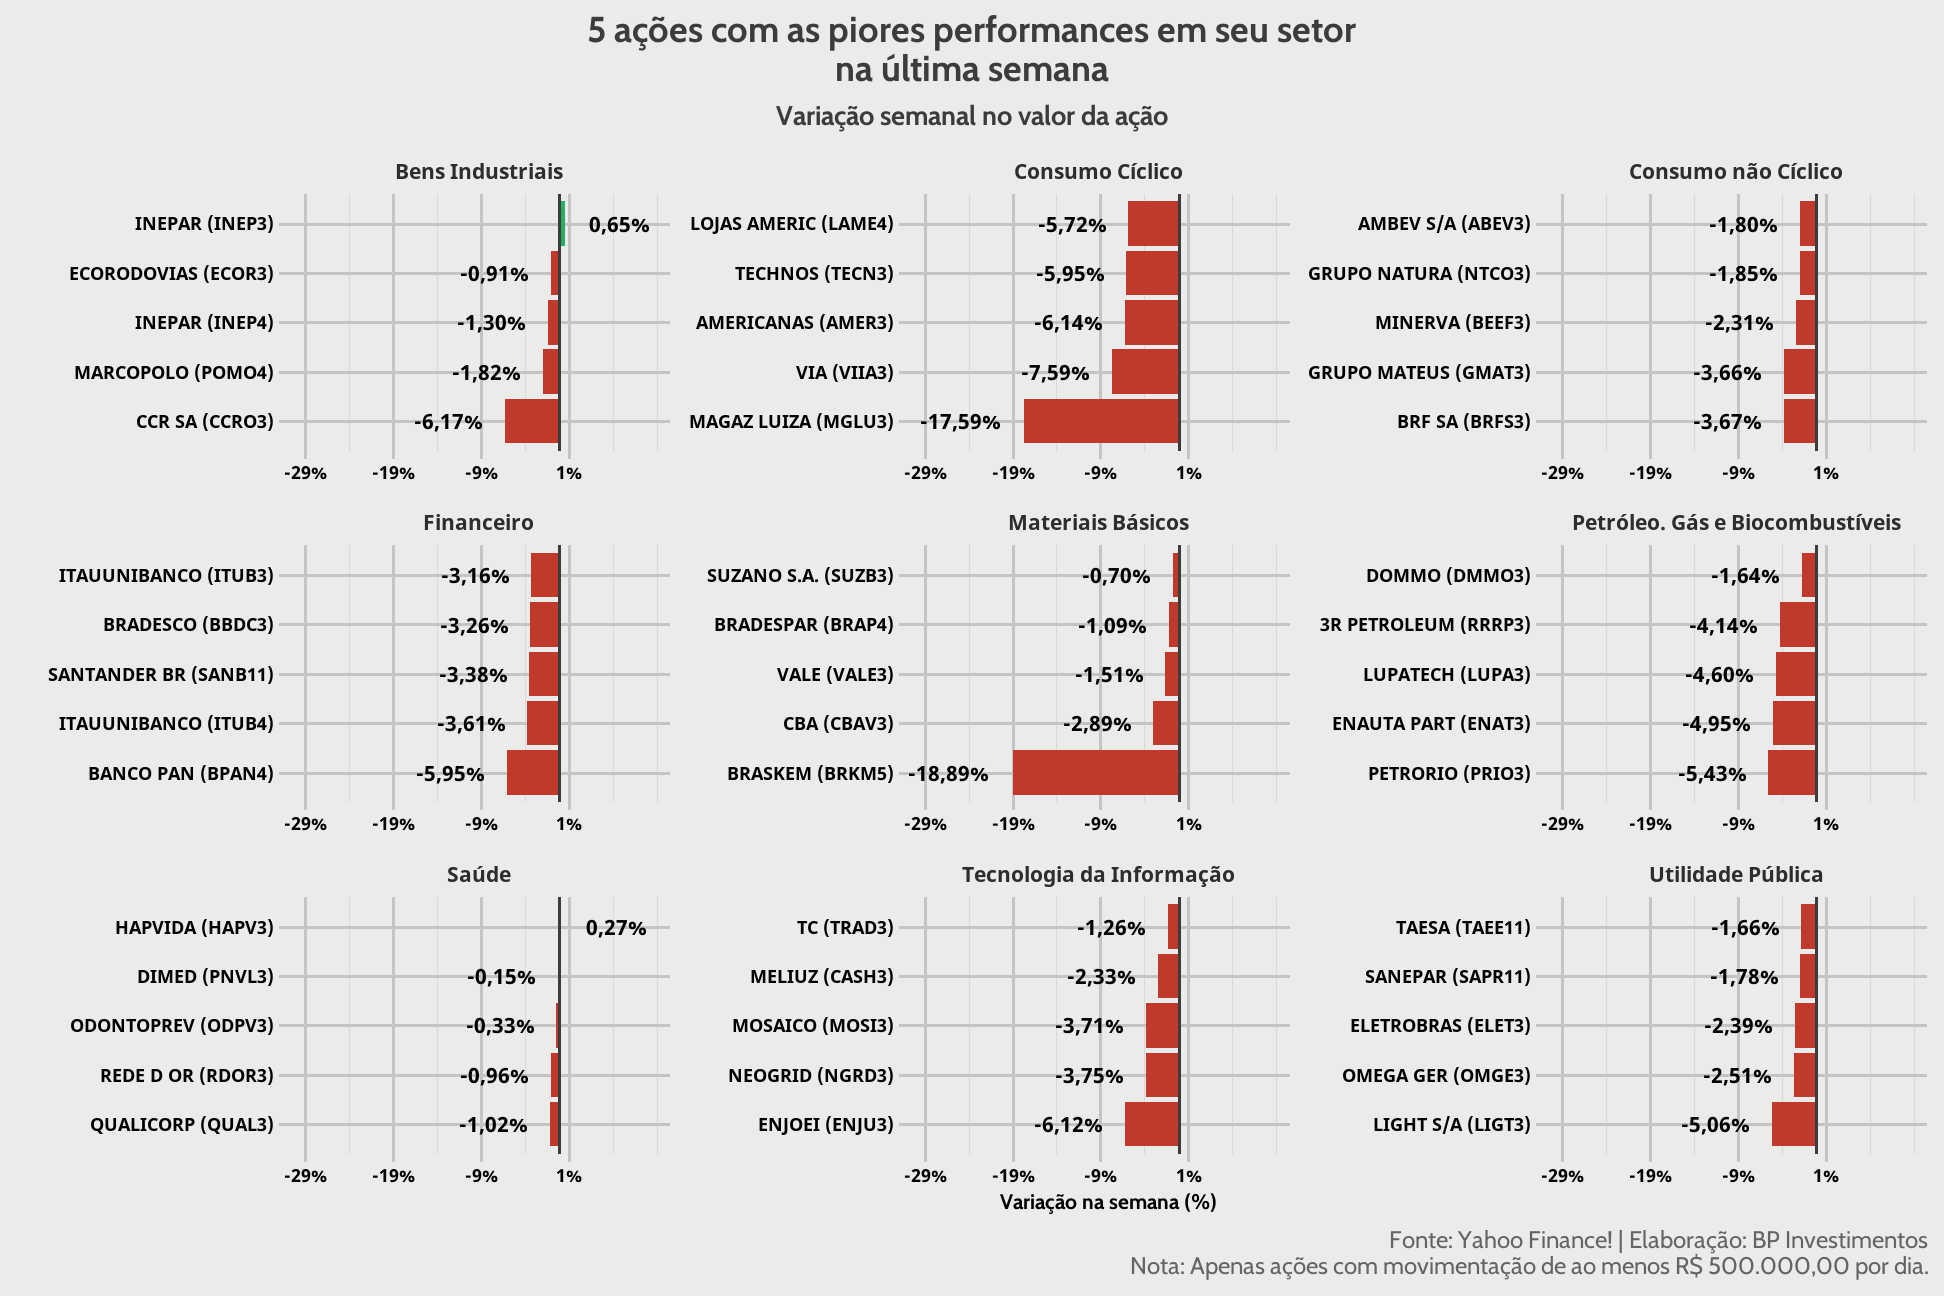 5 ações com as piores performances em seu setor
na última semana
Variação semanal no valor da ação
Bens Industriais
INEPAR (INEP3) 0,65%
ECORODOVIAS (ECOR3) -0,91%
INEPAR (INEP4) -1,30%
MARCOPOLO (POMO4) -1,82%
CCR SA (CCRO3) -6,17%
-29% -19% -9% 1%
Consumo Cíclico
LOJAS AMERIC (LAME4) -5,72%
TECHNOS (TECN3) -5,95%
AMERICANAS (AMER3) -6,14%
VIA (VIIA3) -7,59%
MAGAZ LUIZA (MGLU3) -17,59%
-29% -19% -9% 1%
Consumo não Cíclico
AMBEV S/A (ABEV3) -1,80%
GRUPO NATURA (NTCO3) -1,85%
MINERVA (BEEF3) -2,31%
GRUPO MATEUS (GMAT3) -3,66%
BRF SA (BRFS3) -3,67%
-29% -19% -9% 1%
Financeiro
ITAUUNIBANCO (ITUB3) -3,16%
BRADESCO (BBDC3) -3,26%
SANTANDER BR (SANB11) -3,38%
ITAUUNIBANCO (ITUB4) -3,61%
BANCO PAN (BPAN4) -5,95%
-29% -19% -9% 1%
Materiais Básicos
SUZANO S.A. (SUZB3) -0,70%
BRADESPAR (BRAP4) -1,09%
VALE (VALE3) -1,51%
CBA (CBAV3) -2,89%
BRASKEM (BRKM5) -18,89%
-29% -19% -9% 1%
Petróleo. Gás e Biocombustíveis
DOMMO (DMMO3) -1,64%
3R PETROLEUM (RRRP3) -4,14%
LUPATECH (LUPA3) -4,60%
ENAUTA PART (ENAT3) -4,95%
PETRORIO (PRIO3) -5,43%
-29% -19% -9% 1%
Saúde
HAPVIDA (HAPV3) 0,27%
DIMED (PNVL3) -0,15%
ODONTOPREV (ODPV3) -0,33%
REDE D OR (RDOR3) -0,96%
QUALICORP (QUAL3) -1,02%
-29% -19% -9% 1%
Tecnologia da Informação
TC (TRAD3) -1,26%
MELIUZ (CASH3) -2,33%
MOSAICO (MOSI3) -3,71%
NEOGRID (NGRD3) -3,75%
ENJOEI (ENJU3) -6,12%
-29% -19% -9% 1%
Utilidade Pública
TAESA (TAEE11) -1,66%
SANEPAR (SAPR11) -1,78%
ELETROBRAS (ELET3) -2,39%
OMEGA GER (OMGE3) -2,51%
LIGHT S/A (LIGT3) -5,06%
-29% -19% -9% 1%
Variação na semana (%)
Fonte: Yahoo Finance! | Elaboração: BP Investimentos
Nota: Apenas ações com movimentação de ao menos R$ 500.000,00 por dia.